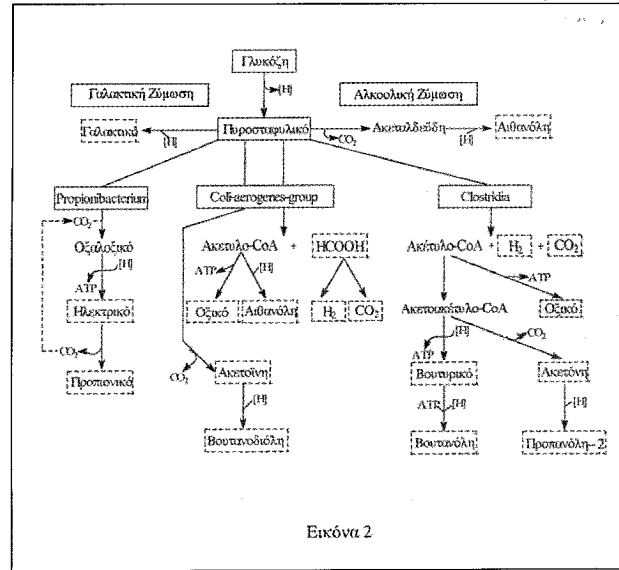 Γλυκόζη
[H]
Γαλακτική Ζύμωση
Αλκοολική Ζύμωση
Γαλακτικό [H] Πυροσταφυλικό CO2 Ακεταλδεΰδη [H] Αιθανόλη
Propionibacterium Coli-aerogenes-group Clostridia
CO2
Οξαλοξικό Ακετυλο-CoA + HCOOH Ακέτυλο-CoA + H2 + CO2
[H] ATP [H] ATP
ATP
Ηλεκτρικό Οξικό Αιθανόλη H2 CO2 Ακετοακέτυλο-CoA Οξικό
CO2 [H] CO2
ATP
Προπιονικό CO2 Ακετοΐνη Βουτυρικό Ακετόνη
[H] ATP [H] [H]
Βουτανοδιόλη Βουτανόλη Προπανόλη-2
Εικόνα 2